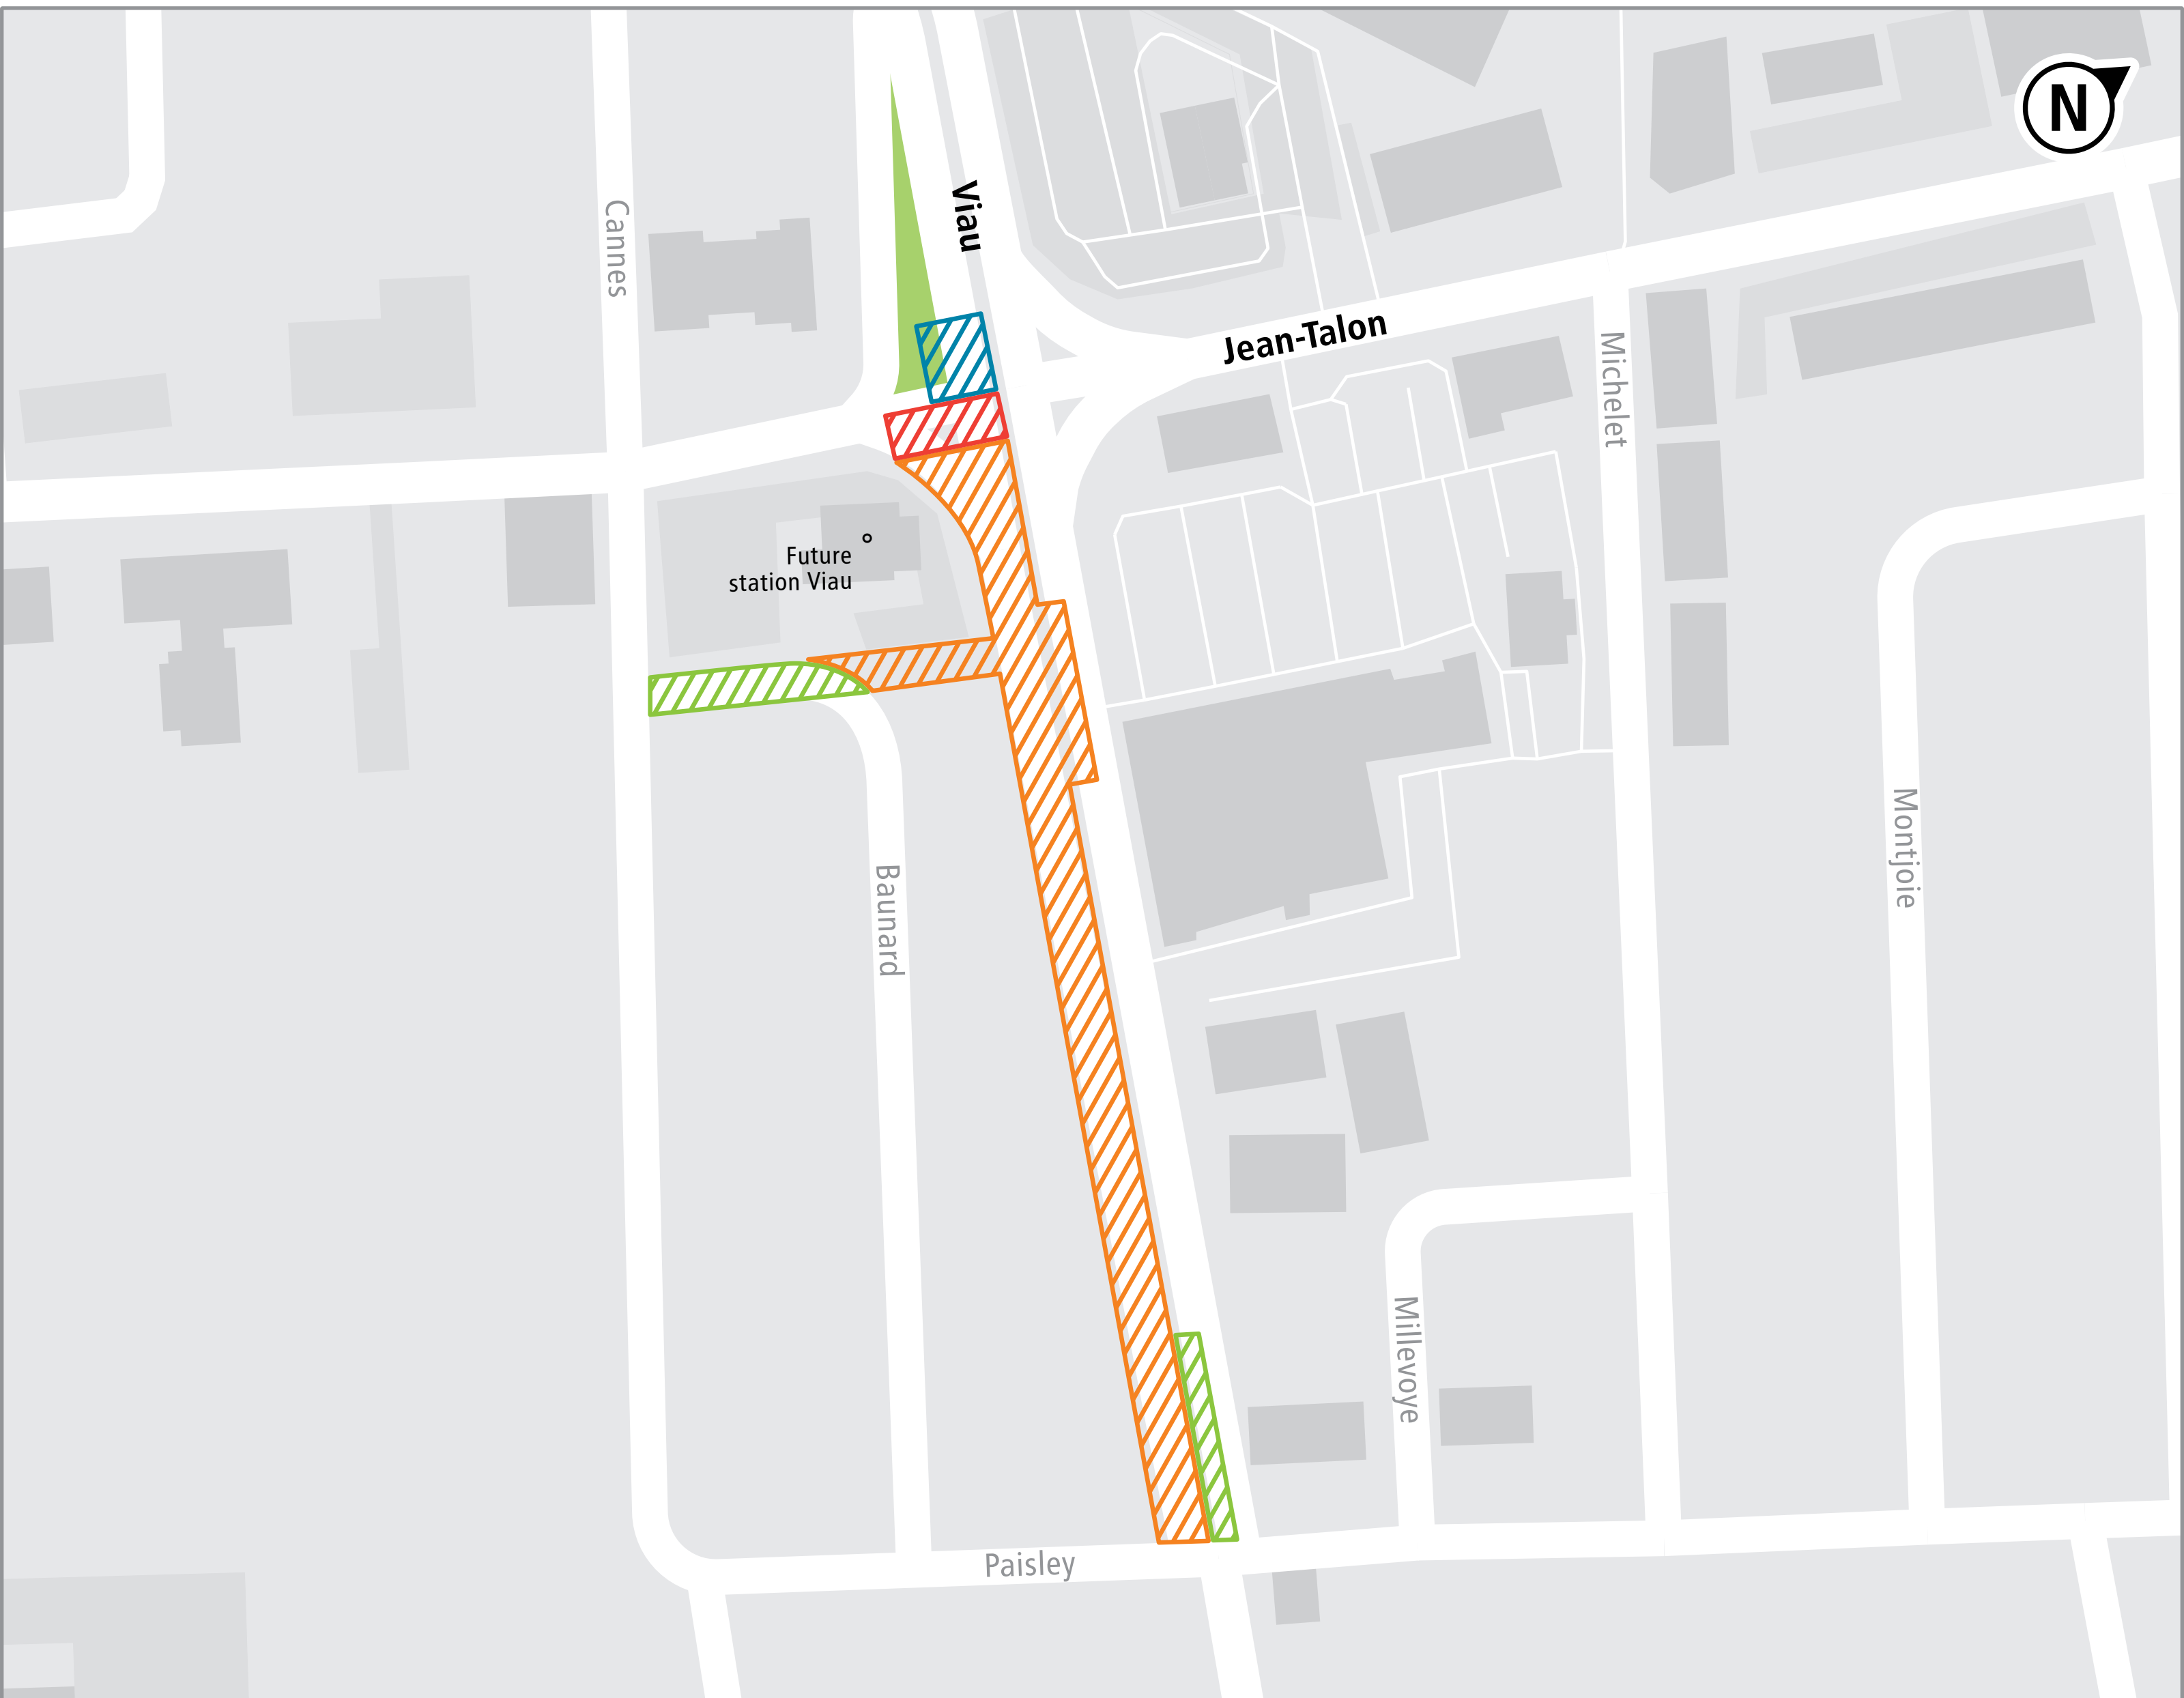 N
Viau
Cannes
Jean-Talon
Michelet
Future
station Viau
Montjoie
Baunard
Millevoye
Paisley